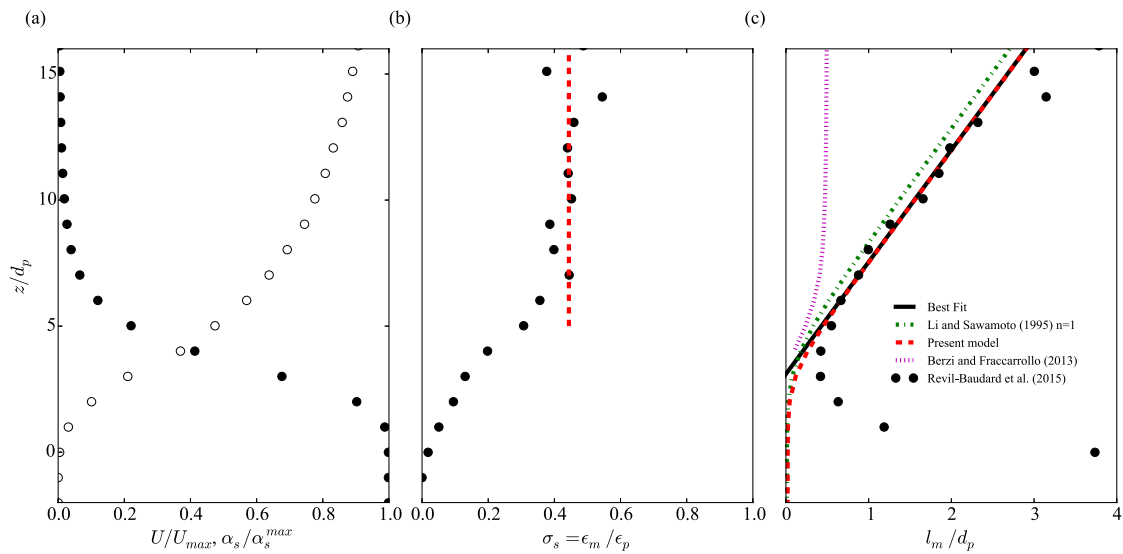 (a)
(b)
(c)
15
10
5
0
z/d_p
0.0 0.2 0.4 0.6 0.8 1.0
U/U_max, α_s/α_s^max
0.0 0.2 0.4 0.6 0.8 1.0
σ_s = ϵ_m/ϵ_p
Best Fit
Li and Sawamoto (1995) n=1
Present model
Berzi and Fraccarrollo (2013)
Revil-Baudard et al. (2015)
0 1 2 3 4
l_m/d_p